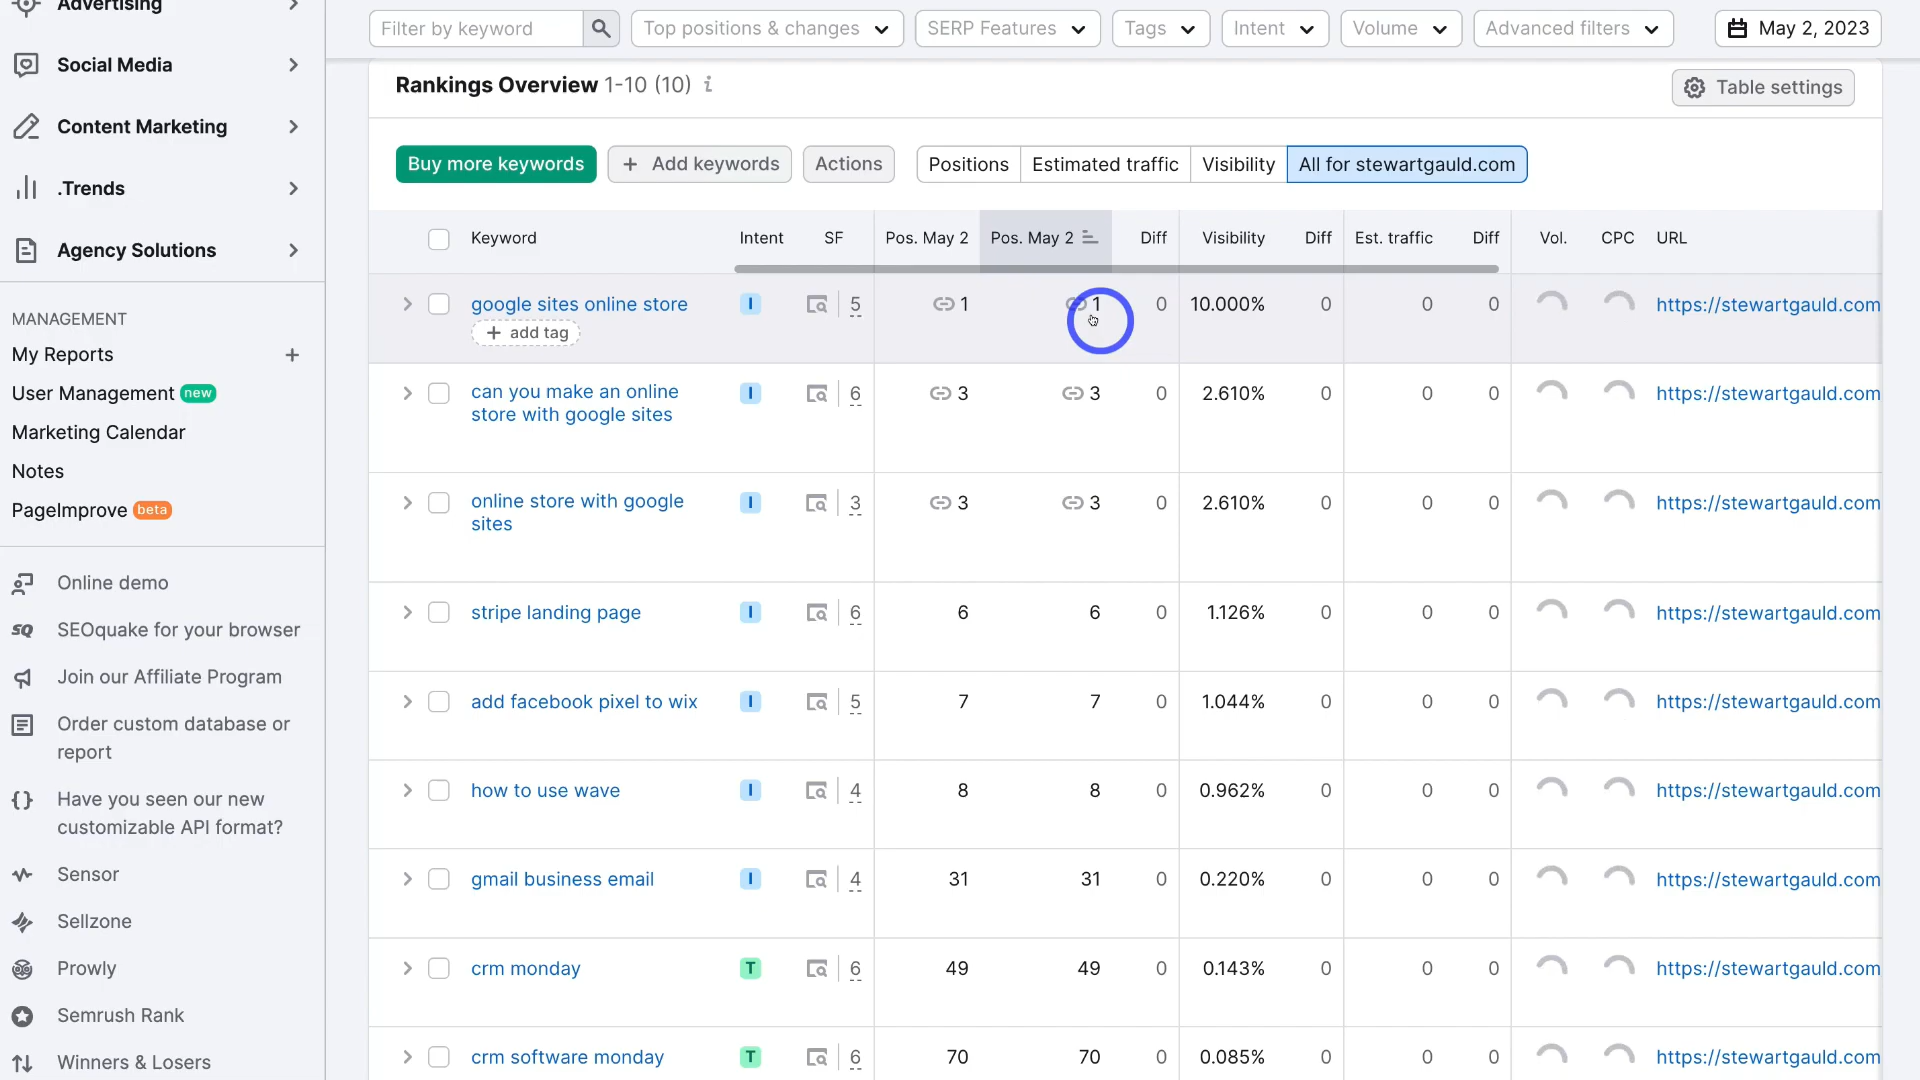 Advertising
Social Media
Content Marketing
.Trends
Agency Solutions
MANAGEMENT
My Reports +
User Management new
Marketing Calendar
Notes
PageImprove beta
Online demo
SEOquake for your browser
Join our Affiliate Program
Order custom database or
report
Have you seen our new
customizable API format?
Sensor
Sellzone
Prowly
Semrush Rank
Winners & Losers
Filter by keyword Top positions & changes SERP Features Tags Intent Volume Advanced filters May 2, 2023
Rankings Overview 1-10 (10) i Table settings
Buy more keywords + Add keywords Actions Positions Estimated traffic Visibility All for stewartgauld.com
Keyword Intent SF Pos. May 2 Pos. May 2 Diff Visibility Diff Est. traffic Diff Vol. CPC URL
google sites online store I 5 1 1 0 10.000% 0 0 0 https://stewartgauld.com
+ add tag
can you make an online I 6 3 3 0 2.610% 0 0 0 https://stewartgauld.com
store with google sites
online store with google I 3 3 3 0 2.610% 0 0 0 https://stewartgauld.com
sites
stripe landing page I 6 6 6 0 1.126% 0 0 0 https://stewartgauld.com
add facebook pixel to wix I 5 7 7 0 1.044% 0 0 0 https://stewartgauld.com
how to use wave I 4 8 8 0 0.962% 0 0 0 https://stewartgauld.com
gmail business email I 4 31 31 0 0.220% 0 0 0 https://stewartgauld.com
crm monday T 6 49 49 0 0.143% 0 0 0 https://stewartgauld.com
crm software monday T 6 70 70 0 0.085% 0 0 0 https://stewartgauld.com